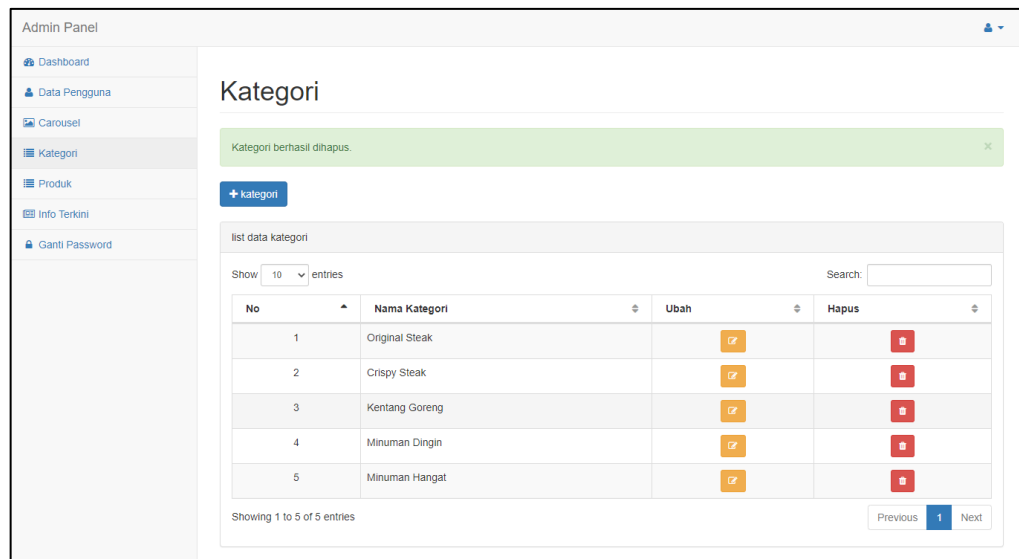 Admin Panel
Dashboard
Data Pengguna
Carousel
Kategori
Produk
Info Terkini
Ganti Password
Kategori
Kategori berhasil dihapus.
×
+ kategori
list data kategori
Show 10 entries Search:
No Nama Kategori Ubah Hapus
1 Original Steak
2 Crispy Steak
3 Kentang Goreng
4 Minuman Dingin
5 Minuman Hangat
Showing 1 to 5 of 5 entries Previous 1 Next